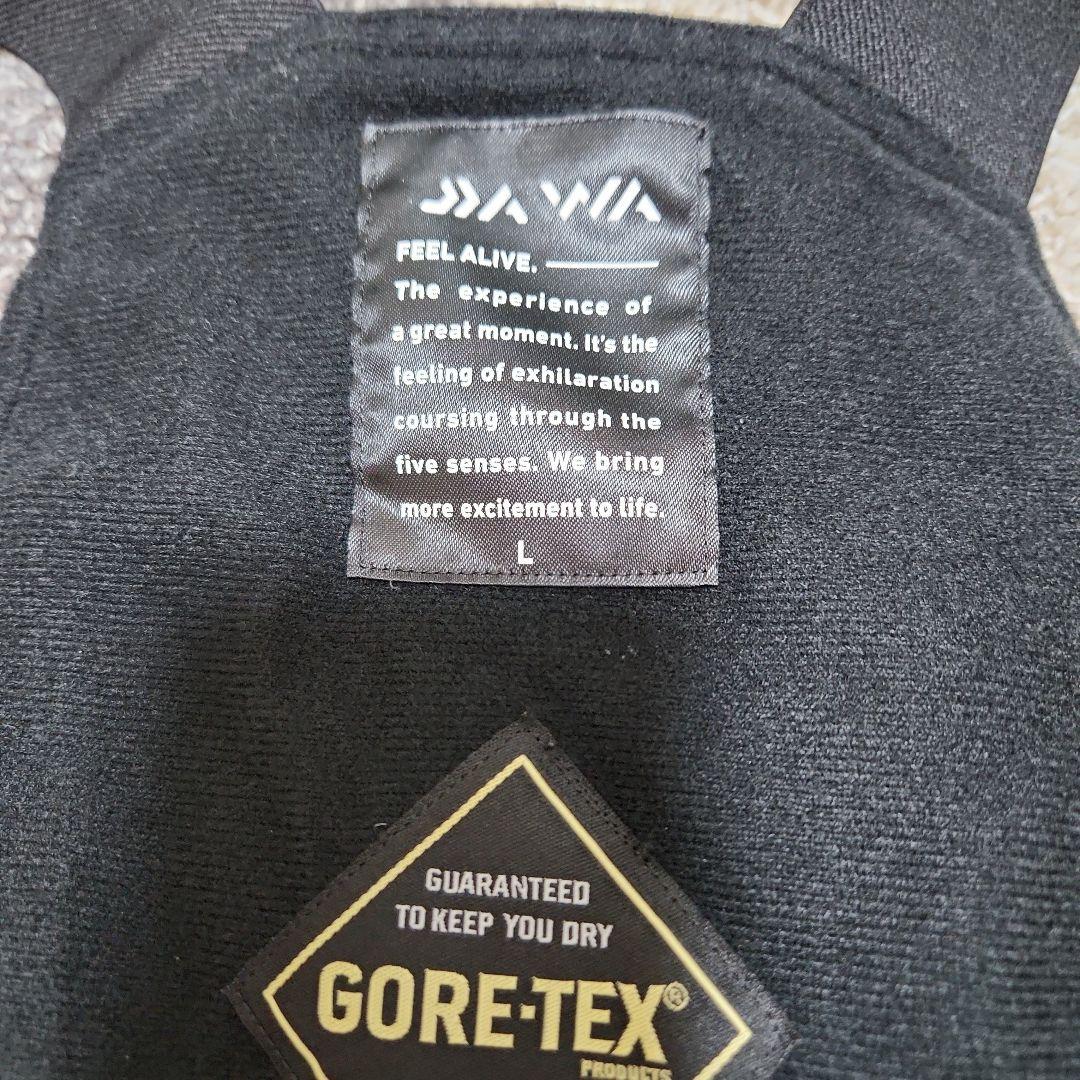 DAIWA
FEEL ALIVE.
The experience of
a great moment. It's the
feeling of exhilaration
coursing through the
five senses. We bring
more excitement to life.
L
GUARANTEED
TO KEEP YOU DRY
GORE-TEX®
PRODUCTS